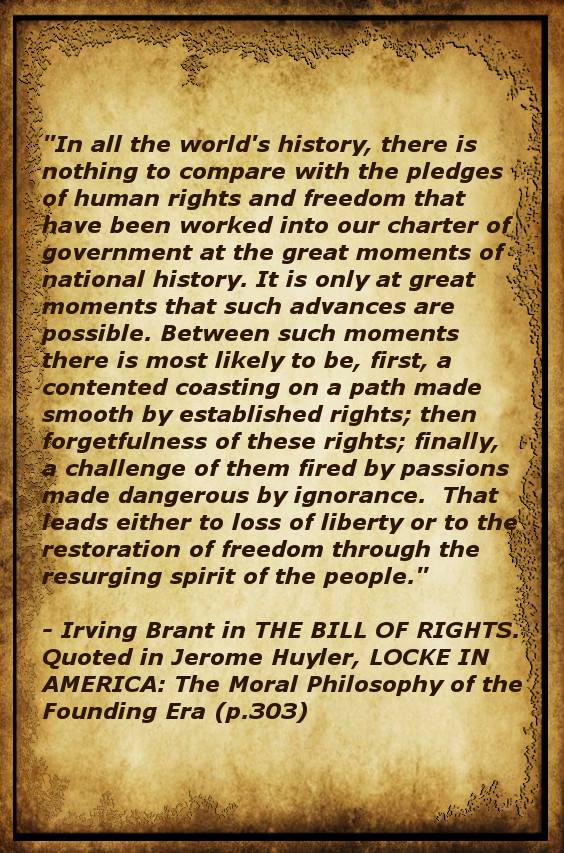 "In all the world's history, there is
nothing to compare with the pledges
of human rights and freedom that
have been worked into our charter of
government at the great moments of
national history. It is only at great
moments that such advances are
possible. Between such moments
there is most likely to be, first, a
contented coasting on a path made
smooth by established rights; then
forgetfulness of these rights; finally,
a challenge of them fired by passions
made dangerous by ignorance.  That
leads either to loss of liberty or to the
restoration of freedom through the
resurging spirit of the people."
- Irving Brant in THE BILL OF RIGHTS.
Quoted in Jerome Huyler, LOCKE IN
AMERICA: The Moral Philosophy of the
Founding Era (p.303)